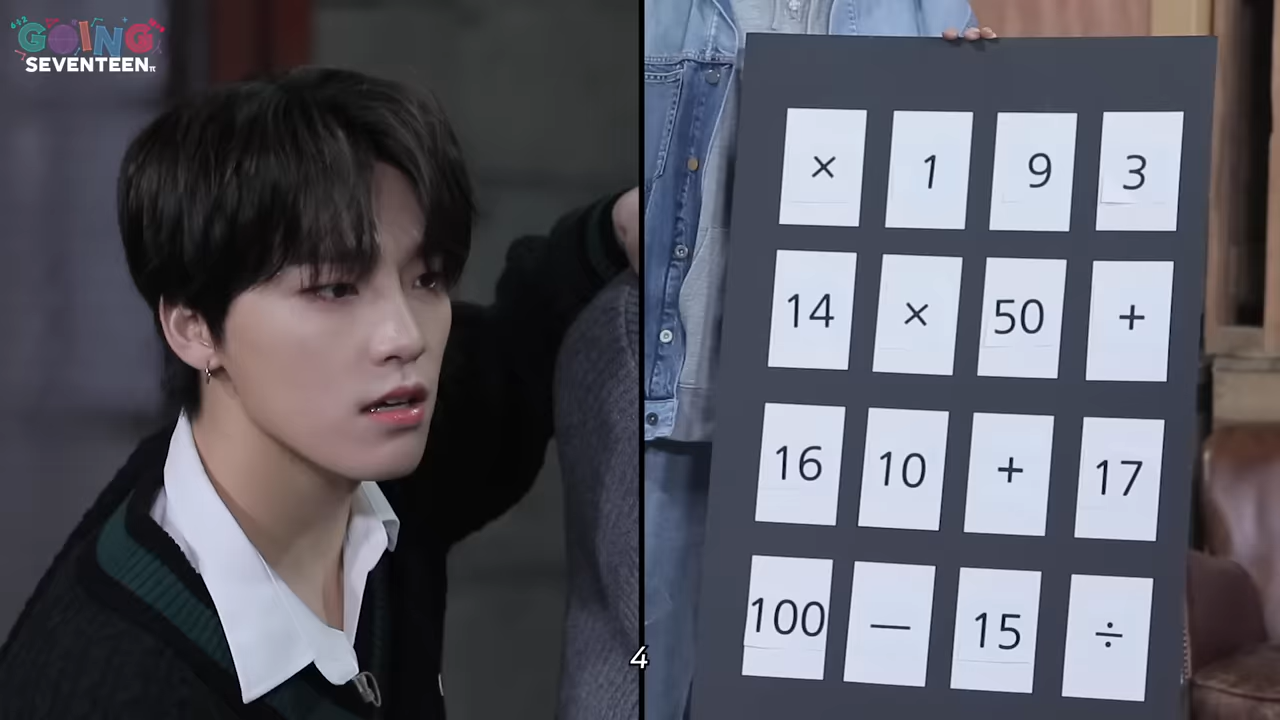 GOING
SEVENTEEN
× 1 9 3
14 × 50 +
16 10 + 17
100 — 15 ÷
4